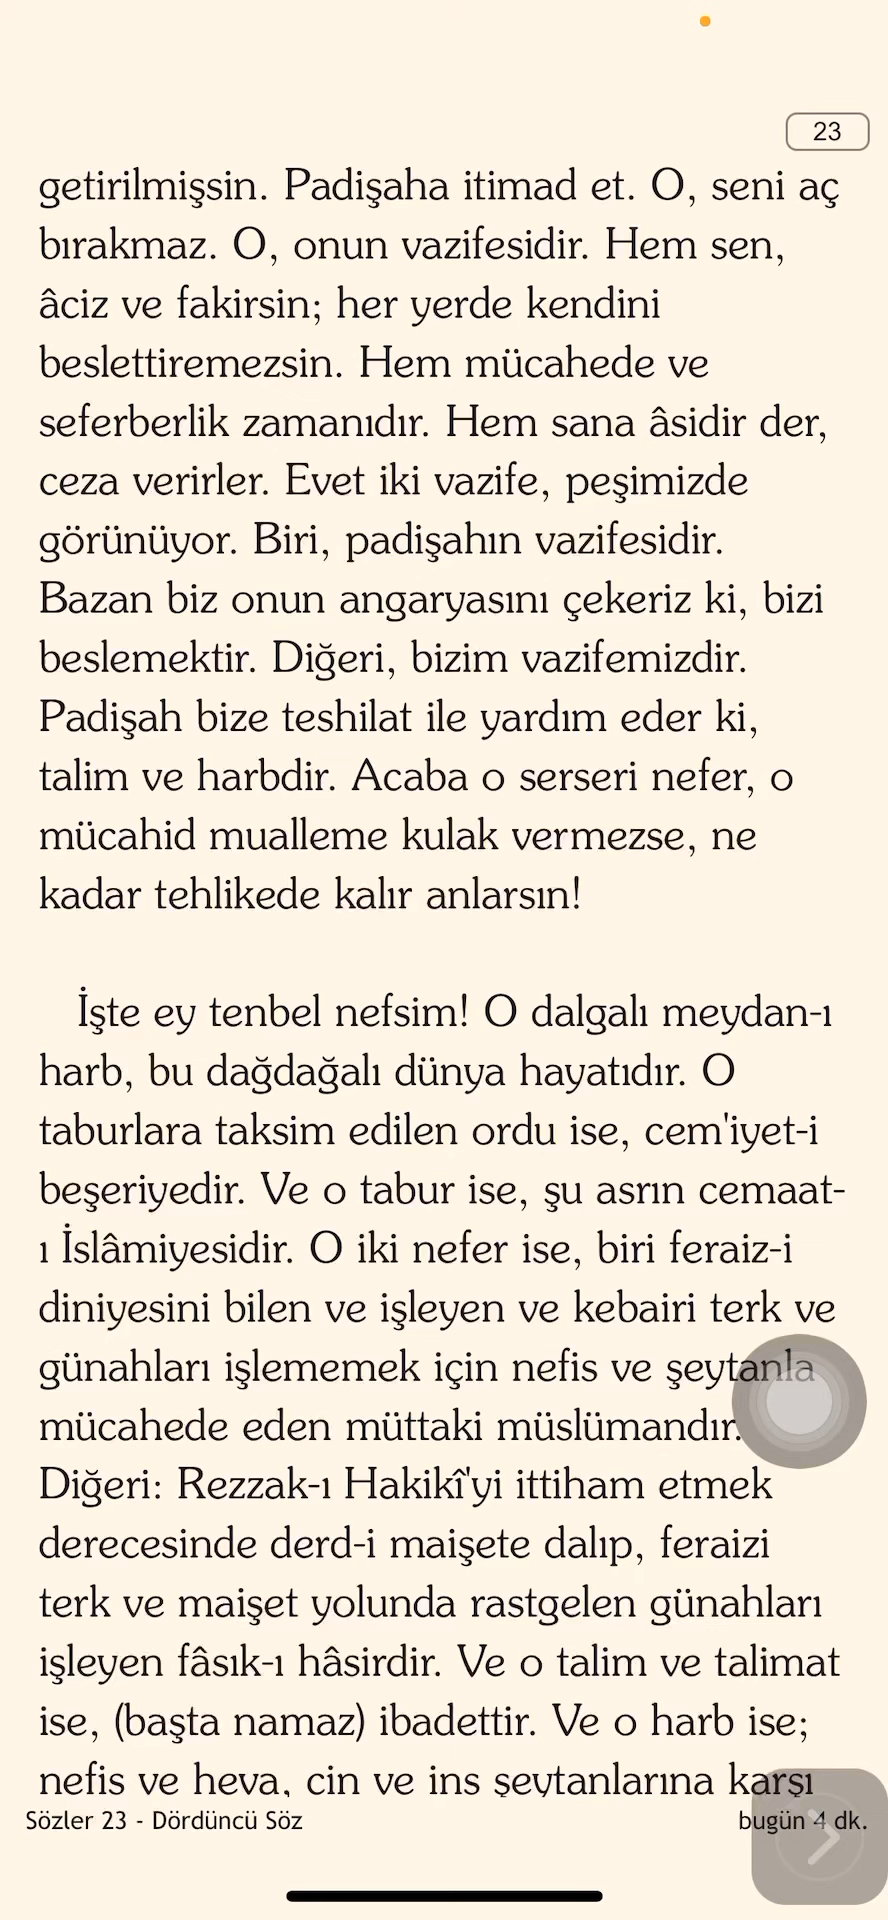 23
getirilmişsin. Padişaha itimad et. O, seni aç
bırakmaz. O, onun vazifesidir. Hem sen,
âciz ve fakirsin; her yerde kendini
beslettiremezsin. Hem mücahede ve
seferberlik zamanıdır. Hem sana âsidir der,
ceza verirler. Evet iki vazife, peşimizde
görünüyor. Biri, padişahın vazifesidir.
Bazan biz onun angaryasını çekeriz ki, bizi
beslemektir. Diğeri, bizim vazifemizdir.
Padişah bize teshilat ile yardım eder ki,
talim ve harbdir. Acaba o serseri nefer, o
mücahid mualleme kulak vermezse, ne
kadar tehlikede kalır anlarsın!
İşte ey tenbel nefsim! O dalgalı meydan-ı
harb, bu dağdağalı dünya hayatıdır. O
taburlara taksim edilen ordu ise, cem'iyet-i
beşeriyedir. Ve o tabur ise, şu asrın cemaat-
ı İslâmiyesidir. O iki nefer ise, biri feraiz-i
diniyesini bilen ve işleyen ve kebairi terk ve
günahları işlememek için nefis ve şeytanla
mücahede eden müttaki müslümandır.
Diğeri: Rezzak-ı Hakikî'yi ittiham etmek
derecesinde derd-i maişete dalıp, feraizi
terk ve maişet yolunda rastgelen günahları
işleyen fâsık-ı hâsirdir. Ve o talim ve talimat
ise, (başta namaz) ibadettir. Ve o harb ise;
nefis ve heva, cin ve ins şeytanlarına karşı
Sözler 23 - Dördüncü Söz
bugün 4 dk.